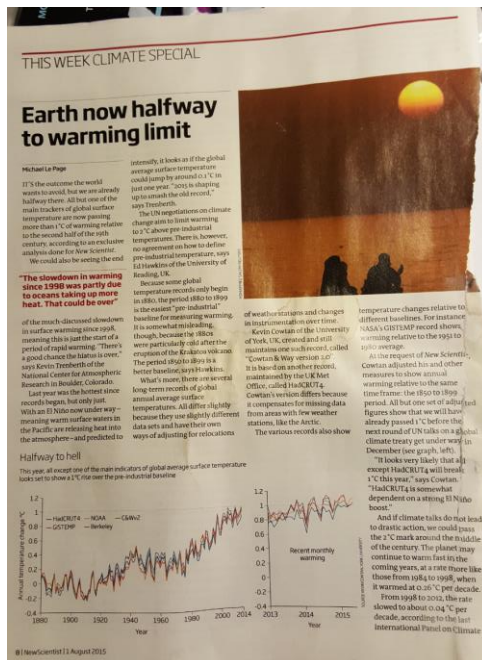 THIS WEEK CLIMATE SPECIAL
Earth now halfway
to warming limit
Michael Le Page
IT'S the outcome the world
wants to avoid, but we are already
halfway there. All but one of the
main trackers of global surface
temperature are now passing
more than 1 °C of warming relative
to the second half of the 19th
century, according to an exclusive
analysis done for New Scientist.
We could also be seeing the end
"The slowdown in warming
since 1998 was partly due
to oceans taking up more
heat. That could be over"
of the much-discussed slowdown
in surface warming since 1998,
meaning this is just the start of a
period of rapid warming. "There's
a good chance the hiatus is over,"
says Kevin Trenberth of the
National Center for Atmospheric
Research in Boulder, Colorado.
Last year was the hottest since
records began, but only just.
With an El Niño now under way –
meaning warm surface waters in
the Pacific are releasing heat into
the atmosphere – and predicted to
intensify, it looks as if the global
average surface temperature
could jump by around 0.1 °C in
just one year. "2015 is shaping
up to smash the old record,"
says Trenberth.
The UN negotiations on climate
change aim to limit warming
to 2 °C above pre-industrial
temperatures. There is, however,
no agreement on how to define
pre-industrial temperature, says
Ed Hawkins of the University of
Reading, UK.
Because some global
temperature records only begin
in 1880, the period 1880 to 1899
is the easiest "pre-industrial"
baseline for measuring warming.
It is somewhat misleading,
though, because the 1880s
were particularly cold after the
eruption of the Krakatoa volcano.
The period 1850 to 1899 is a
better baseline, says Hawkins.
What's more, there are several
long-term records of global
annual average surface
temperatures. All differ slightly
because they use slightly different
data sets and have their own
ways of adjusting for relocations
of weather stations and changes
in instrumentation over time.
Kevin Cowtan of the University
of York, UK, created and still
maintains one such record, called
"Cowtan & Way version 2.0".
It is based on another record,
maintained by the UK Met
Office, called HadCRUT4.
Cowtan's version differs because
it compensates for missing data
from areas with few weather
stations, like the Arctic.
The various records also show
temperature changes relative to
different baselines. For instance
NASA's GISTEMP record shows
warming relative to the 1951 to
1980 average.
At the request of New Scientist,
Cowtan adjusted his and other
measures to show annual
warming relative to the same
time frame: the 1850 to 1899
period. All but one set of adjusted
figures show that we will have
already passed 1 °C before the
next round of UN talks on a global
climate treaty get under way in
December (see graph, left).
"It looks very likely that all
except HadCRUT4 will break
1 °C this year," says Cowtan.
"HadCRUT4 is somewhat
dependent on a strong El Niño
boost."
And if climate talks do not lead
to drastic action, we could pass
the 2 °C mark around the middle
of the century. The planet may
continue to warm fast in the
coming years, at a rate more like
those from 1984 to 1998, when
it warmed at 0.26 °C per decade.
From 1998 to 2012, the rate
slowed to about 0.04 °C per
decade, according to the last
International Panel on Climate
Halfway to hell
This year, all except one of the main indicators of global average surface temperature
looks set to show a 1°C rise over the pre-industrial baseline
Annual temperature change °C
1.2
1
0.8
0.6
0.4
0.2
0
-0.2
-0.4
HadCRUT4 NOAA C&Wv2
GISTEMP Berkeley
1880 1900 1920 1940 1960 1980 2000 2014
Year
1.2
1
0.8
0.6
0.4
0.2
0
-0.2
-0.4
Recent monthly
warming
2013 2014 2015
Year
8 | NewScientist | 1 August 2015